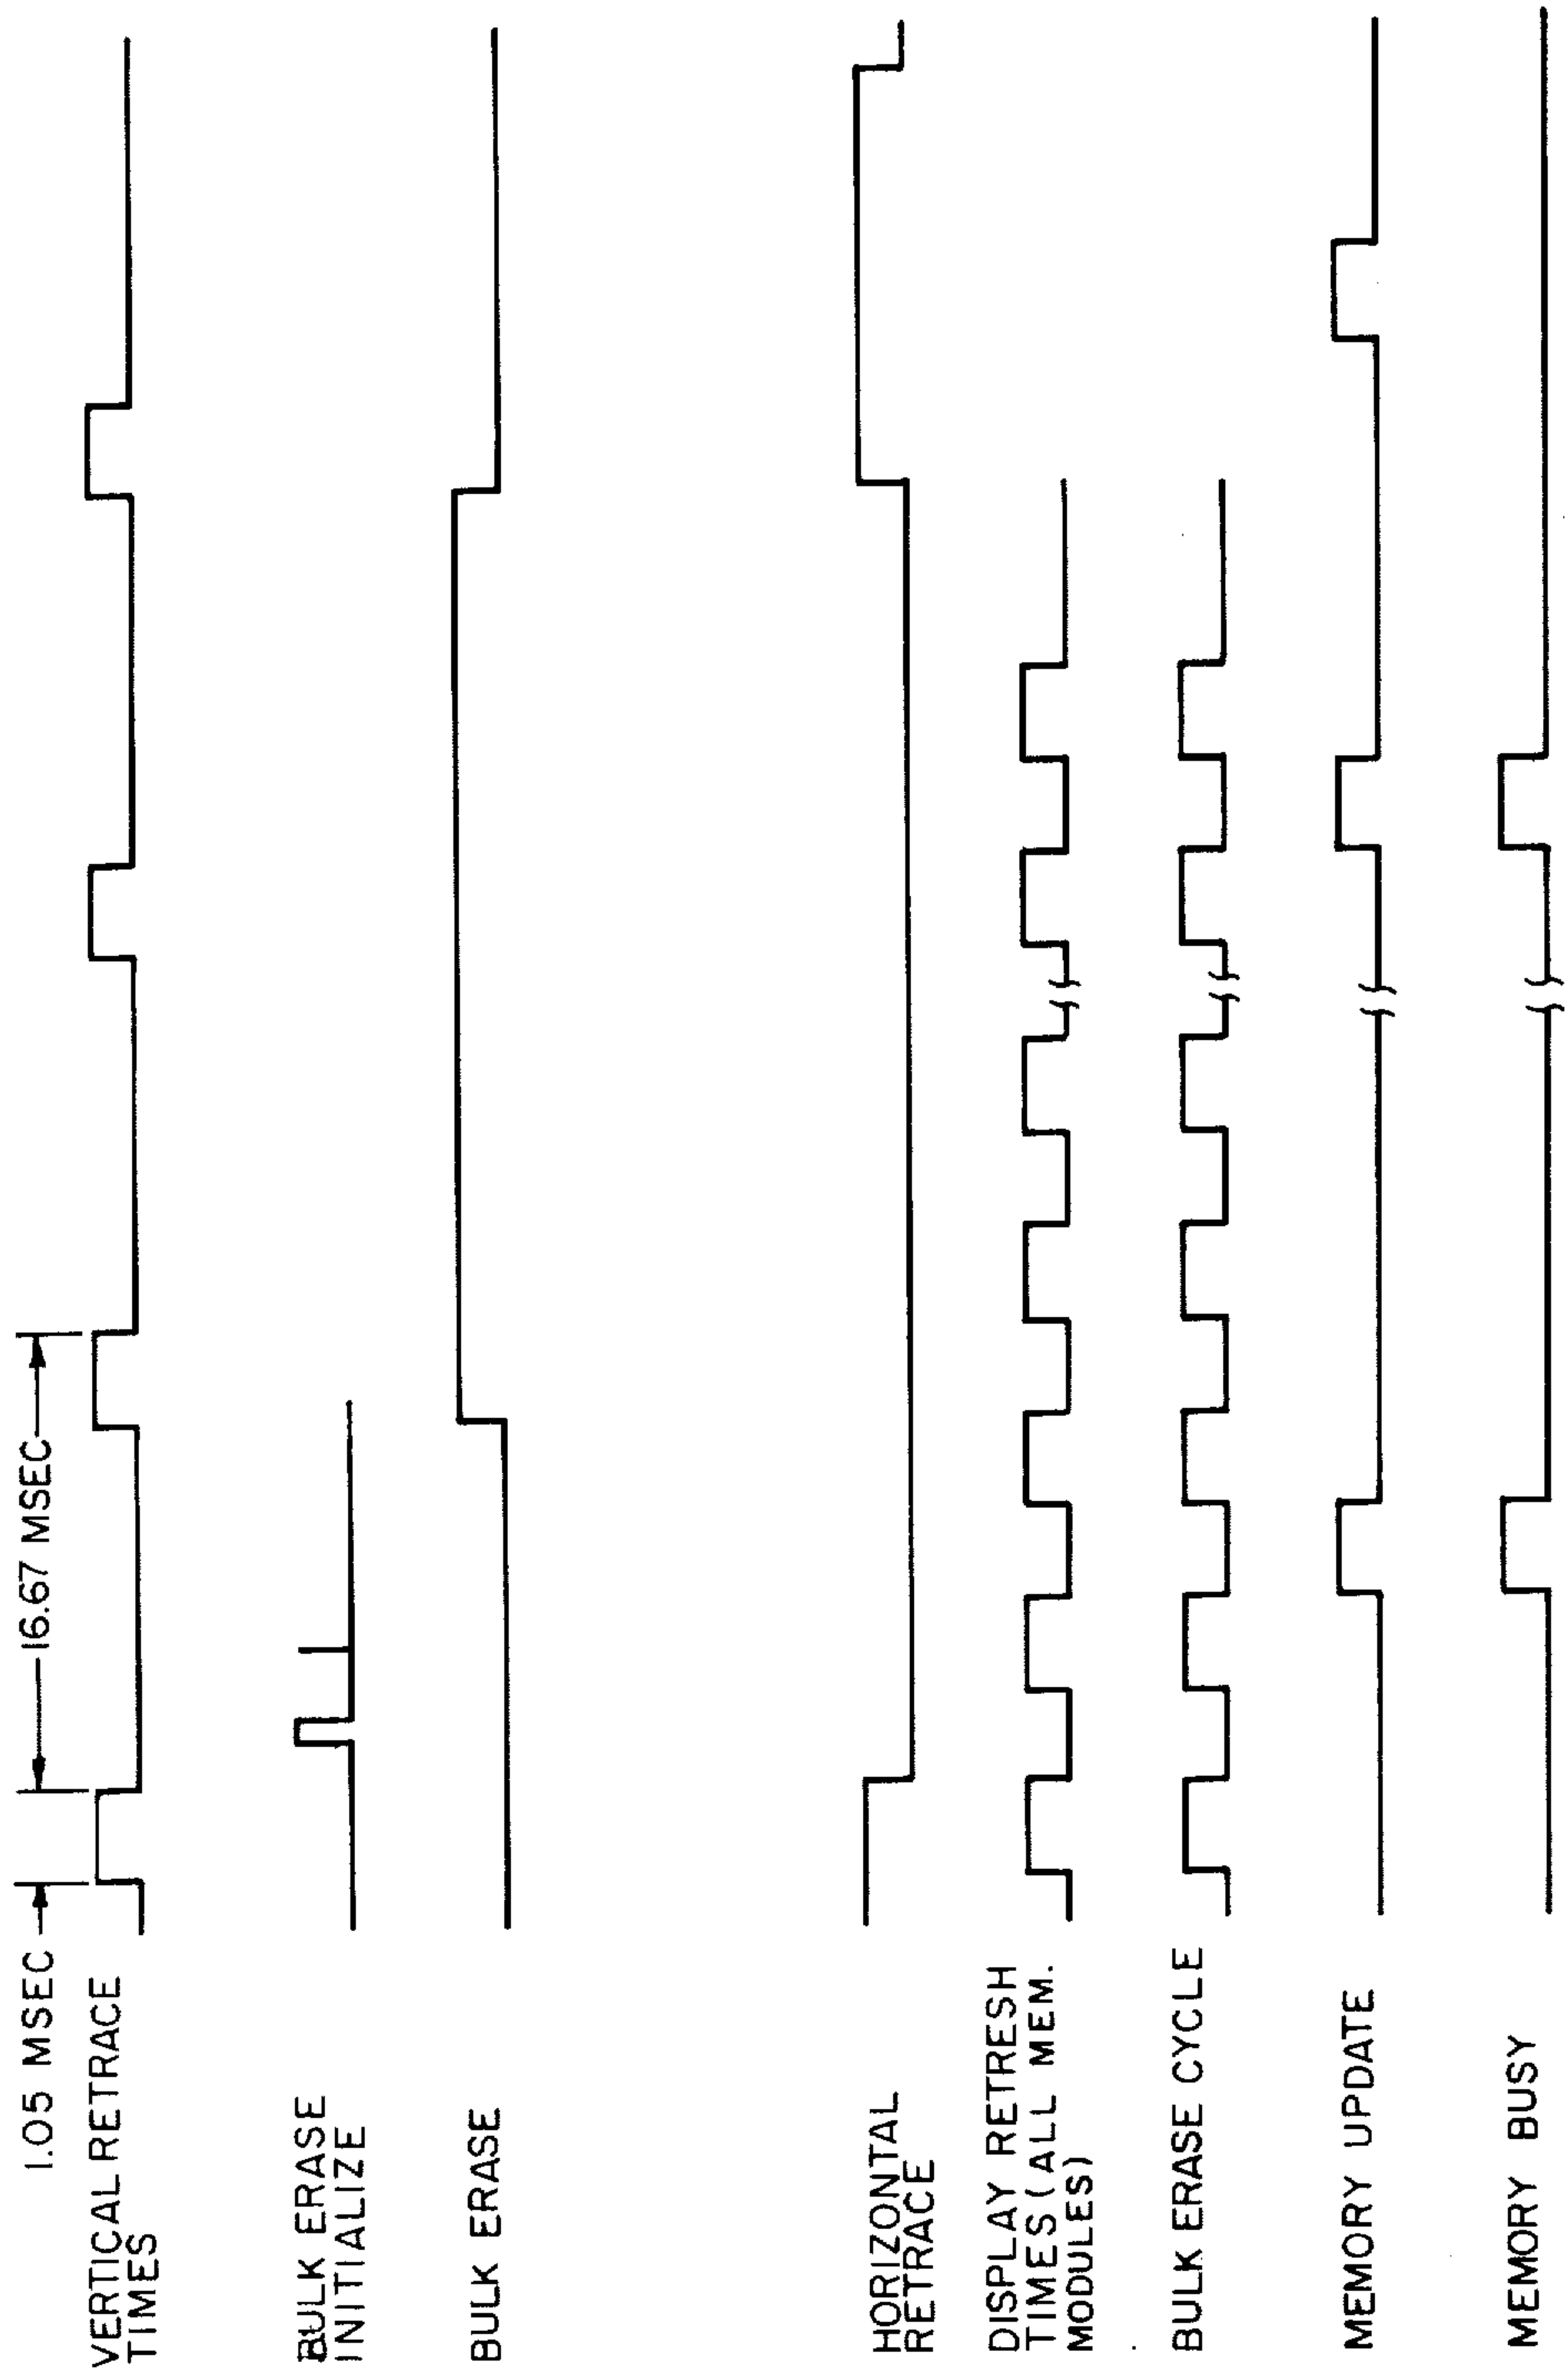 1.05 MSEC
16.67 MSEC
VERTICAL RETRACE
TIMES
BULK ERASE
INITIALIZE
BULK ERASE
HORIZONTAL
RETRACE
DISPLAY RETRESH
TIMES (ALL MEM.
MODULES)
BULK ERASE CYCLE
MEMORY UPDATE
MEMORY BUSY